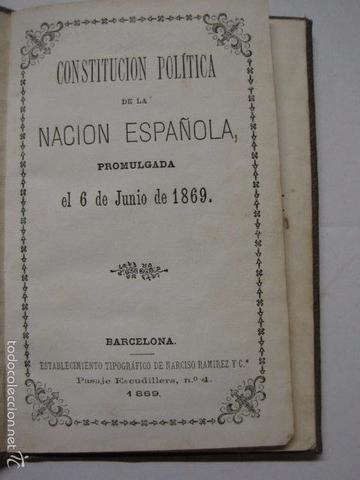 CONSTITUCION POLÍTICA
DE LA
NACION ESPAÑOLA,
PROMULGADA
el 6 de Junio de 1869.
BARCELONA.
ESTABLECIMIENTO TIPOGRÁFICO DE NARCISO RAMIREZ Y C.ª
Pasaje Escudillers, n.º 4.
1869.
todocoleccion.net